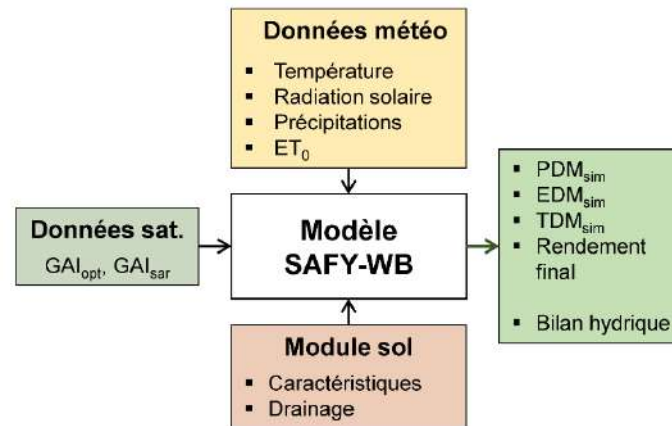 Données météo
▪ Température
▪ Radiation solaire
▪ Précipitations
▪ ET₀
Données sat.
GAIₒₚₜ, GAIₛₐᵣ
Modèle
SAFY-WB
▪ PDMₛᵢₘ
▪ EDMₛᵢₘ
▪ TDMₛᵢₘ
▪ Rendement
final
▪ Bilan hydrique
Module sol
▪ Caractéristiques
▪ Drainage